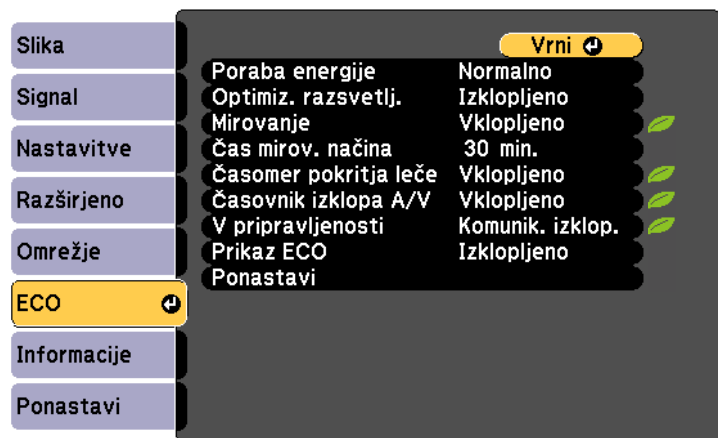 Slika
Signal
Nastavitve
Razširjeno
Omrežje
ECO
Informacije
Ponastavi
Vrni
Poraba energije Normalno
Optimiz. razsvetlj. Izklopljeno
Mirovanje Vklopljeno
Čas mirov. načina 30 min.
Časomer pokritja leče Vklopljeno
Časovnik izklopa A/V Vklopljeno
V pripravljenosti Komunik. izklop.
Prikaz ECO Izklopljeno
Ponastavi